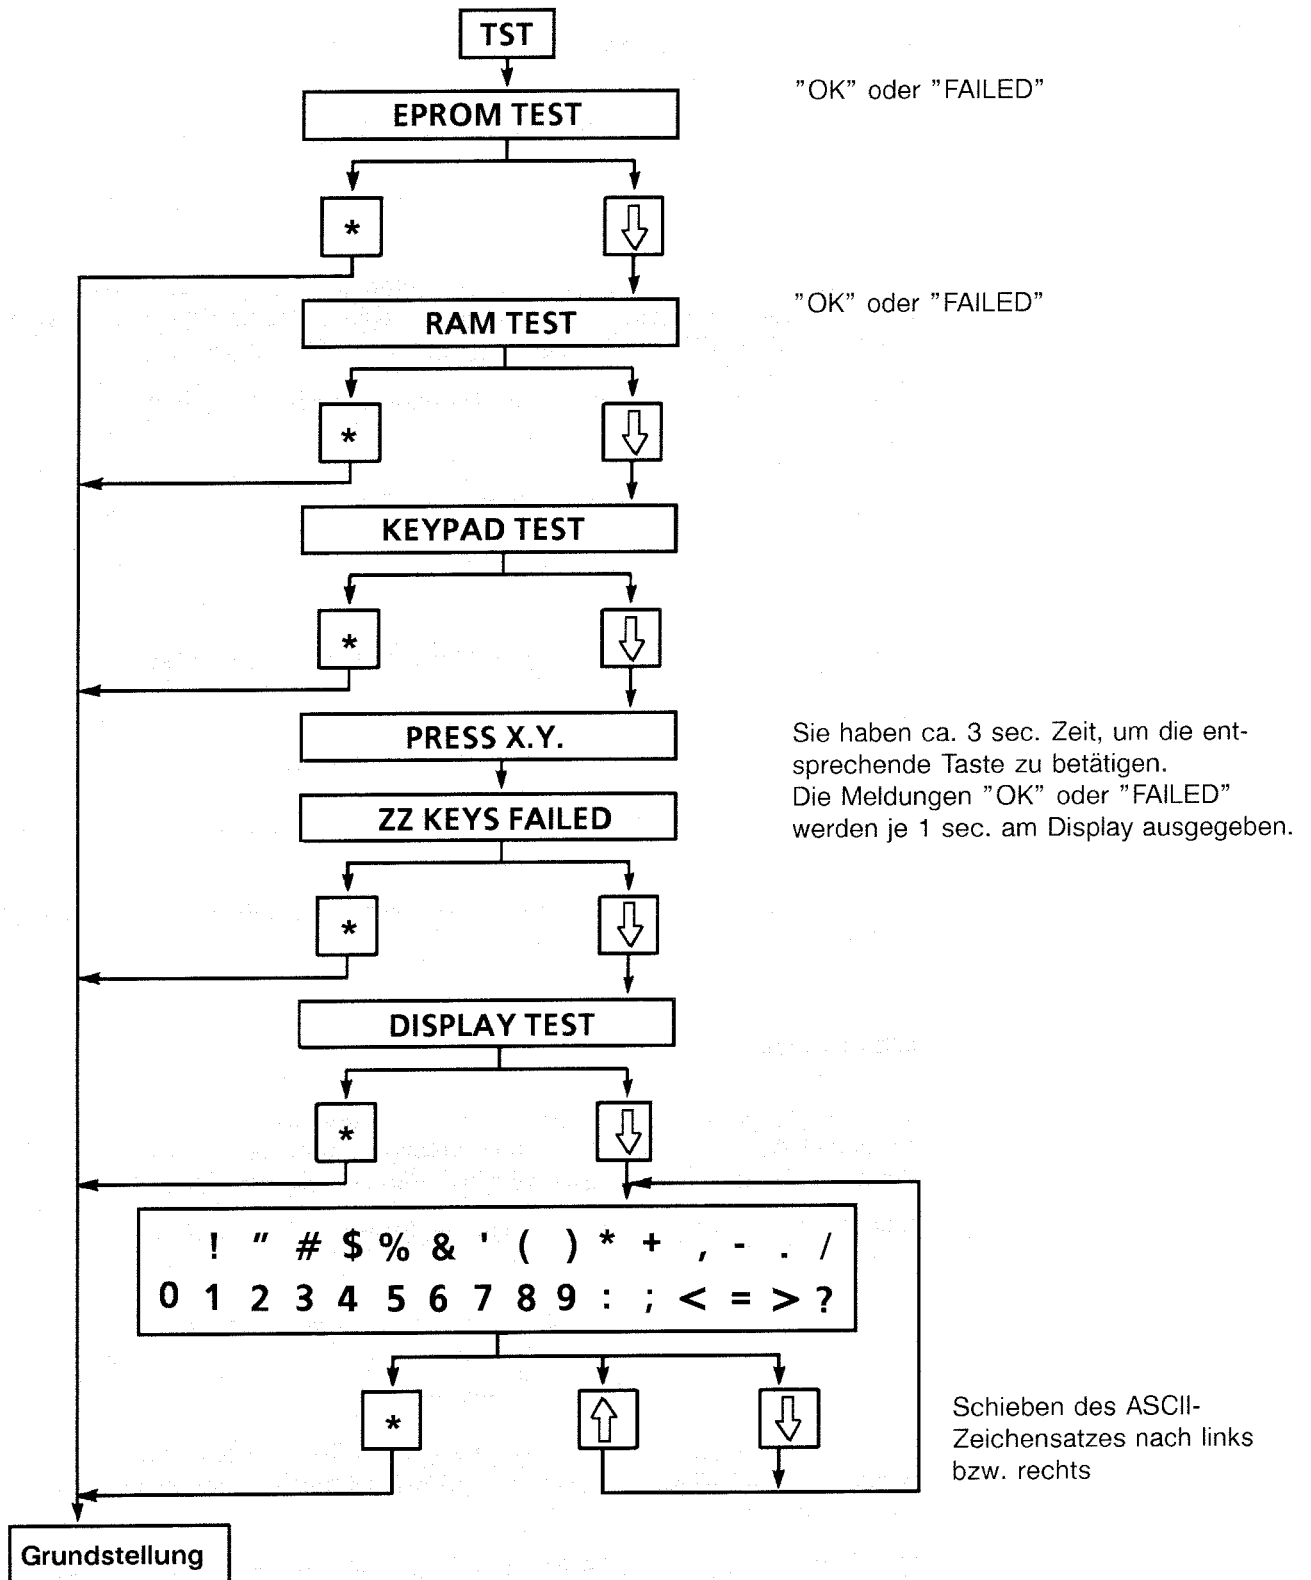 TST
"OK" oder "FAILED"
EPROM TEST
*
"OK" oder "FAILED"
RAM TEST
*
KEYPAD TEST
*
PRESS X.Y.
Sie haben ca. 3 sec. Zeit, um die ent-
sprechende Taste zu betätigen.
Die Meldungen "OK" oder "FAILED"
werden je 1 sec. am Display ausgegeben.
ZZ KEYS FAILED
*
DISPLAY TEST
*
! " # $ % & ' ( ) * + , - . /
0 1 2 3 4 5 6 7 8 9 : ; < = > ?
*
Schieben des ASCII-
Zeichensatzes nach links
bzw. rechts
Grundstellung